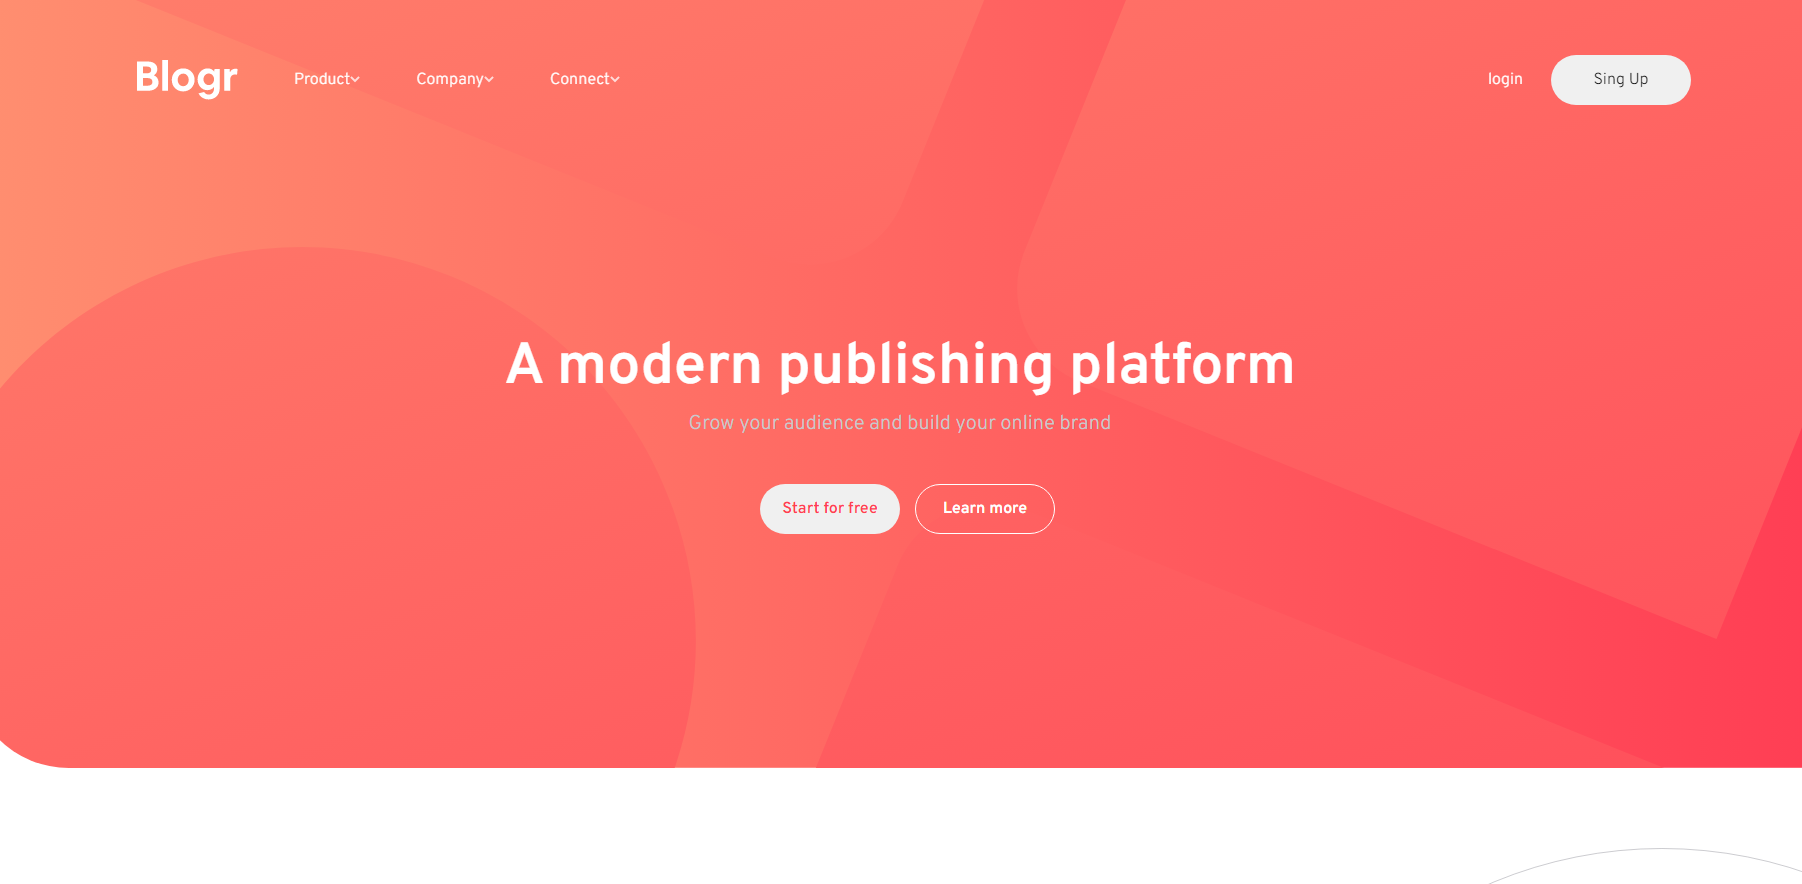 Blogr Product Company Connect login Sing Up
A modern publishing platform
Grow your audience and build your online brand
Start for free Learn more